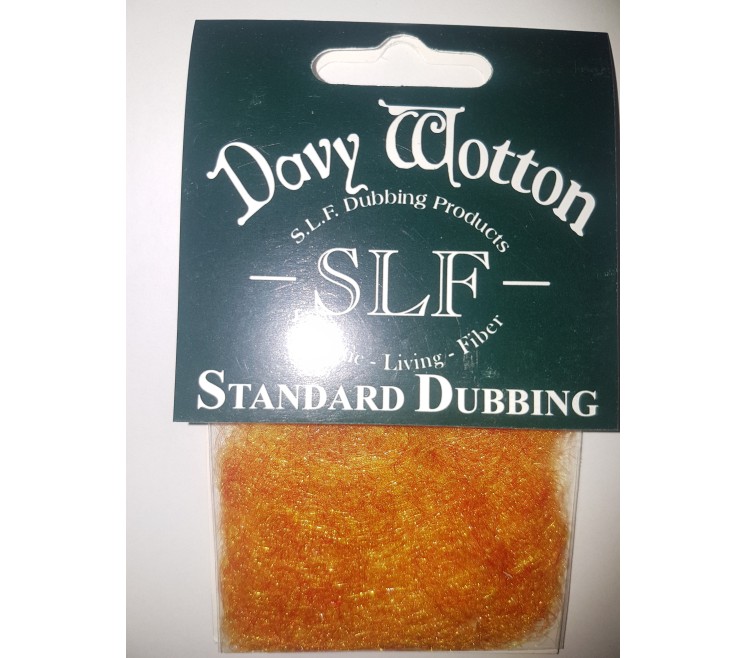 Davy Wotton
S.L.F. Dubbing Products
- SLF -
- Living - Fiber
STANDARD DUBBING